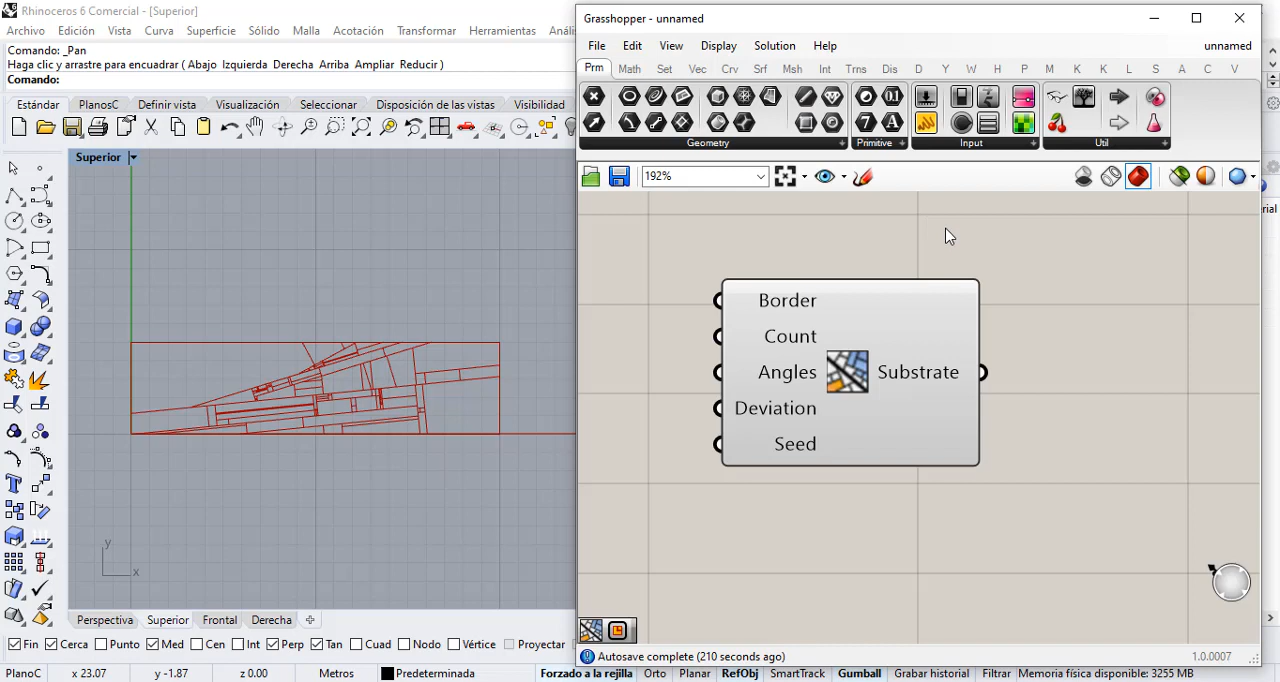 Rhinoceros 6 Comercial - [Superior]
Archivo Edición Vista Curva Superficie Sólido Malla Acotación Transformar Herramientas
Comando: _Pan
Haga clic y arrastre para encuadrar ( Abajo Izquierda Derecha Arriba Ampliar Reducir )
Comando:
Estándar PlanosC Definir vista Visualización Disposición de las vistas Visibilidad
Superior
y
x
Perspectiva Superior Frontal Derecha
Fin Cerca Punto Med Cen Int Perp Tan Cuad Nodo Vértice Proyectar
PlanoC x 23.07 y -1.87 z 0.00 Metros Predeterminada Forzado a la rejilla Orto Planar RefObj SmartTrack Gumball Grabar historial Filtrar Memoria física disponible: 3255 MB
Grasshopper - unnamed
File Edit View Display Solution Help unnamed
Prm Math Set Vec Crv Srf Msh Int Trns Dis D Y W H P M K K L S A C V
Geometry Primitive Input Util
192%
Border
Count
Angles Substrate
Deviation
Seed
Autosave complete (210 seconds ago) 1.0.0007